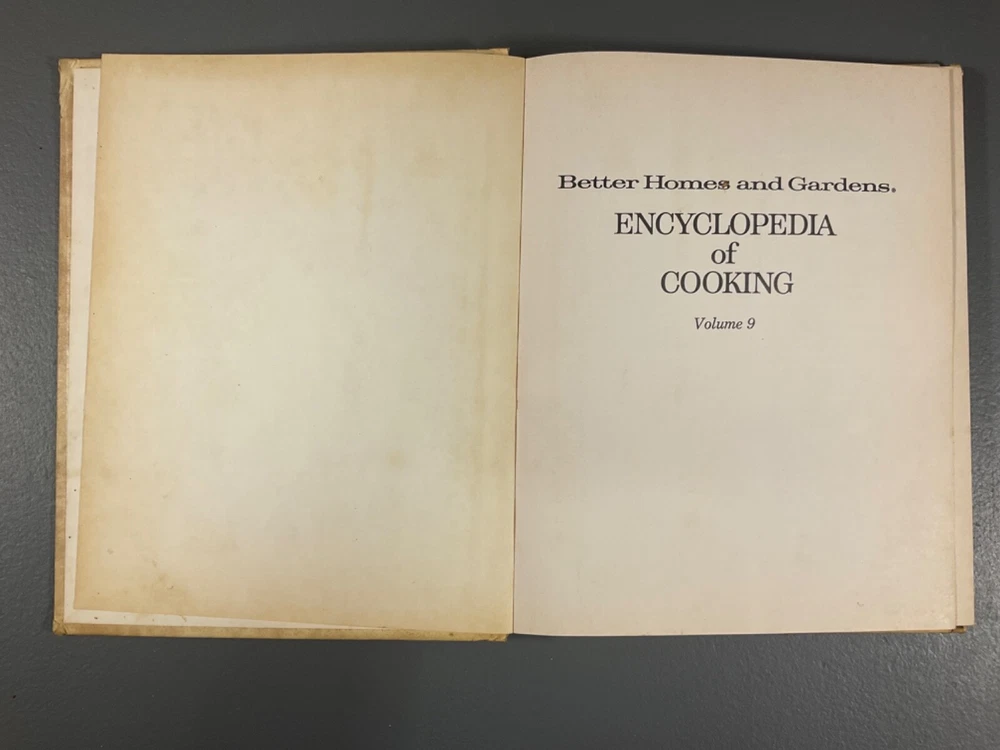 Better Homes and Gardens®
ENCYCLOPEDIA
of
COOKING
Volume 9